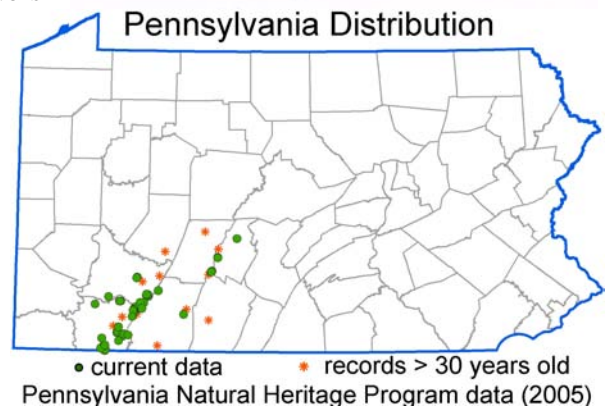 Pennsylvania Distribution
current data
records > 30 years old
Pennsylvania Natural Heritage Program data (2005)